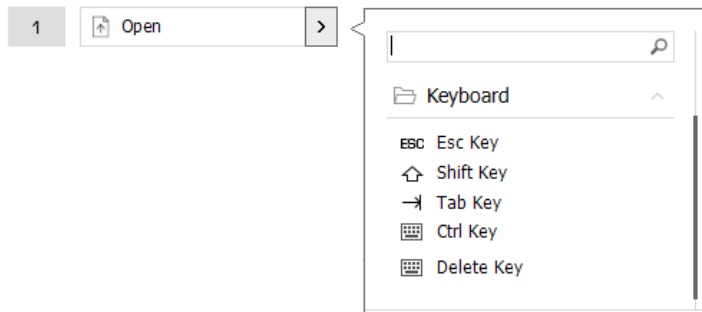 1 Open
Keyboard
ESC Esc Key
Shift Key
Tab Key
Ctrl Key
Delete Key